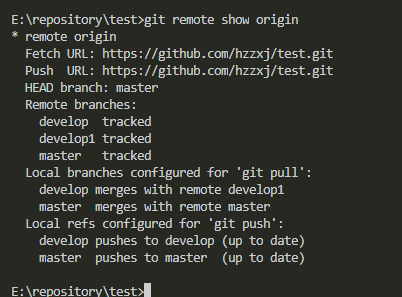 E:\repository\test>git remote show origin
* remote origin
  Fetch URL: https://github.com/hzzxj/test.git
  Push  URL: https://github.com/hzzxj/test.git
  HEAD branch: master
  Remote branches:
    develop  tracked
    develop1 tracked
    master   tracked
  Local branches configured for 'git pull':
    develop merges with remote develop1
    master  merges with remote master
  Local refs configured for 'git push':
    develop pushes to develop (up to date)
    master  pushes to master  (up to date)
E:\repository\test>